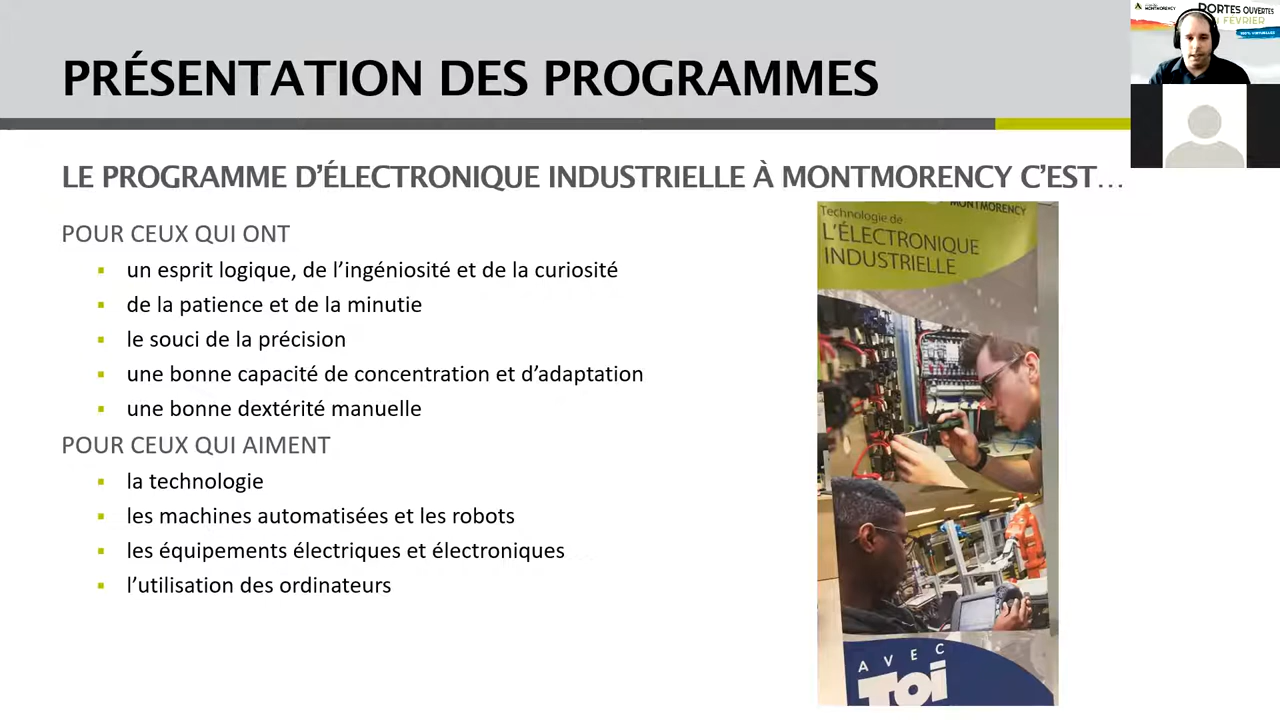 PRÉSENTATION DES PROGRAMMES
LE PROGRAMME D’ÉLECTRONIQUE INDUSTRIELLE À MONTMORENCY C’EST…
POUR CEUX QUI ONT
un esprit logique, de l’ingéniosité et de la curiosité
de la patience et de la minutie
le souci de la précision
une bonne capacité de concentration et d’adaptation
une bonne dextérité manuelle
POUR CEUX QUI AIMENT
la technologie
les machines automatisées et les robots
les équipements électriques et électroniques
l’utilisation des ordinateurs
MONTMORENCY
Technologie de
L’ÉLECTRONIQUE
INDUSTRIELLE
AVEC
Toi
MONTMORENCY
PORTES OUVERTES
FÉVRIER
100% VIRTUELLES